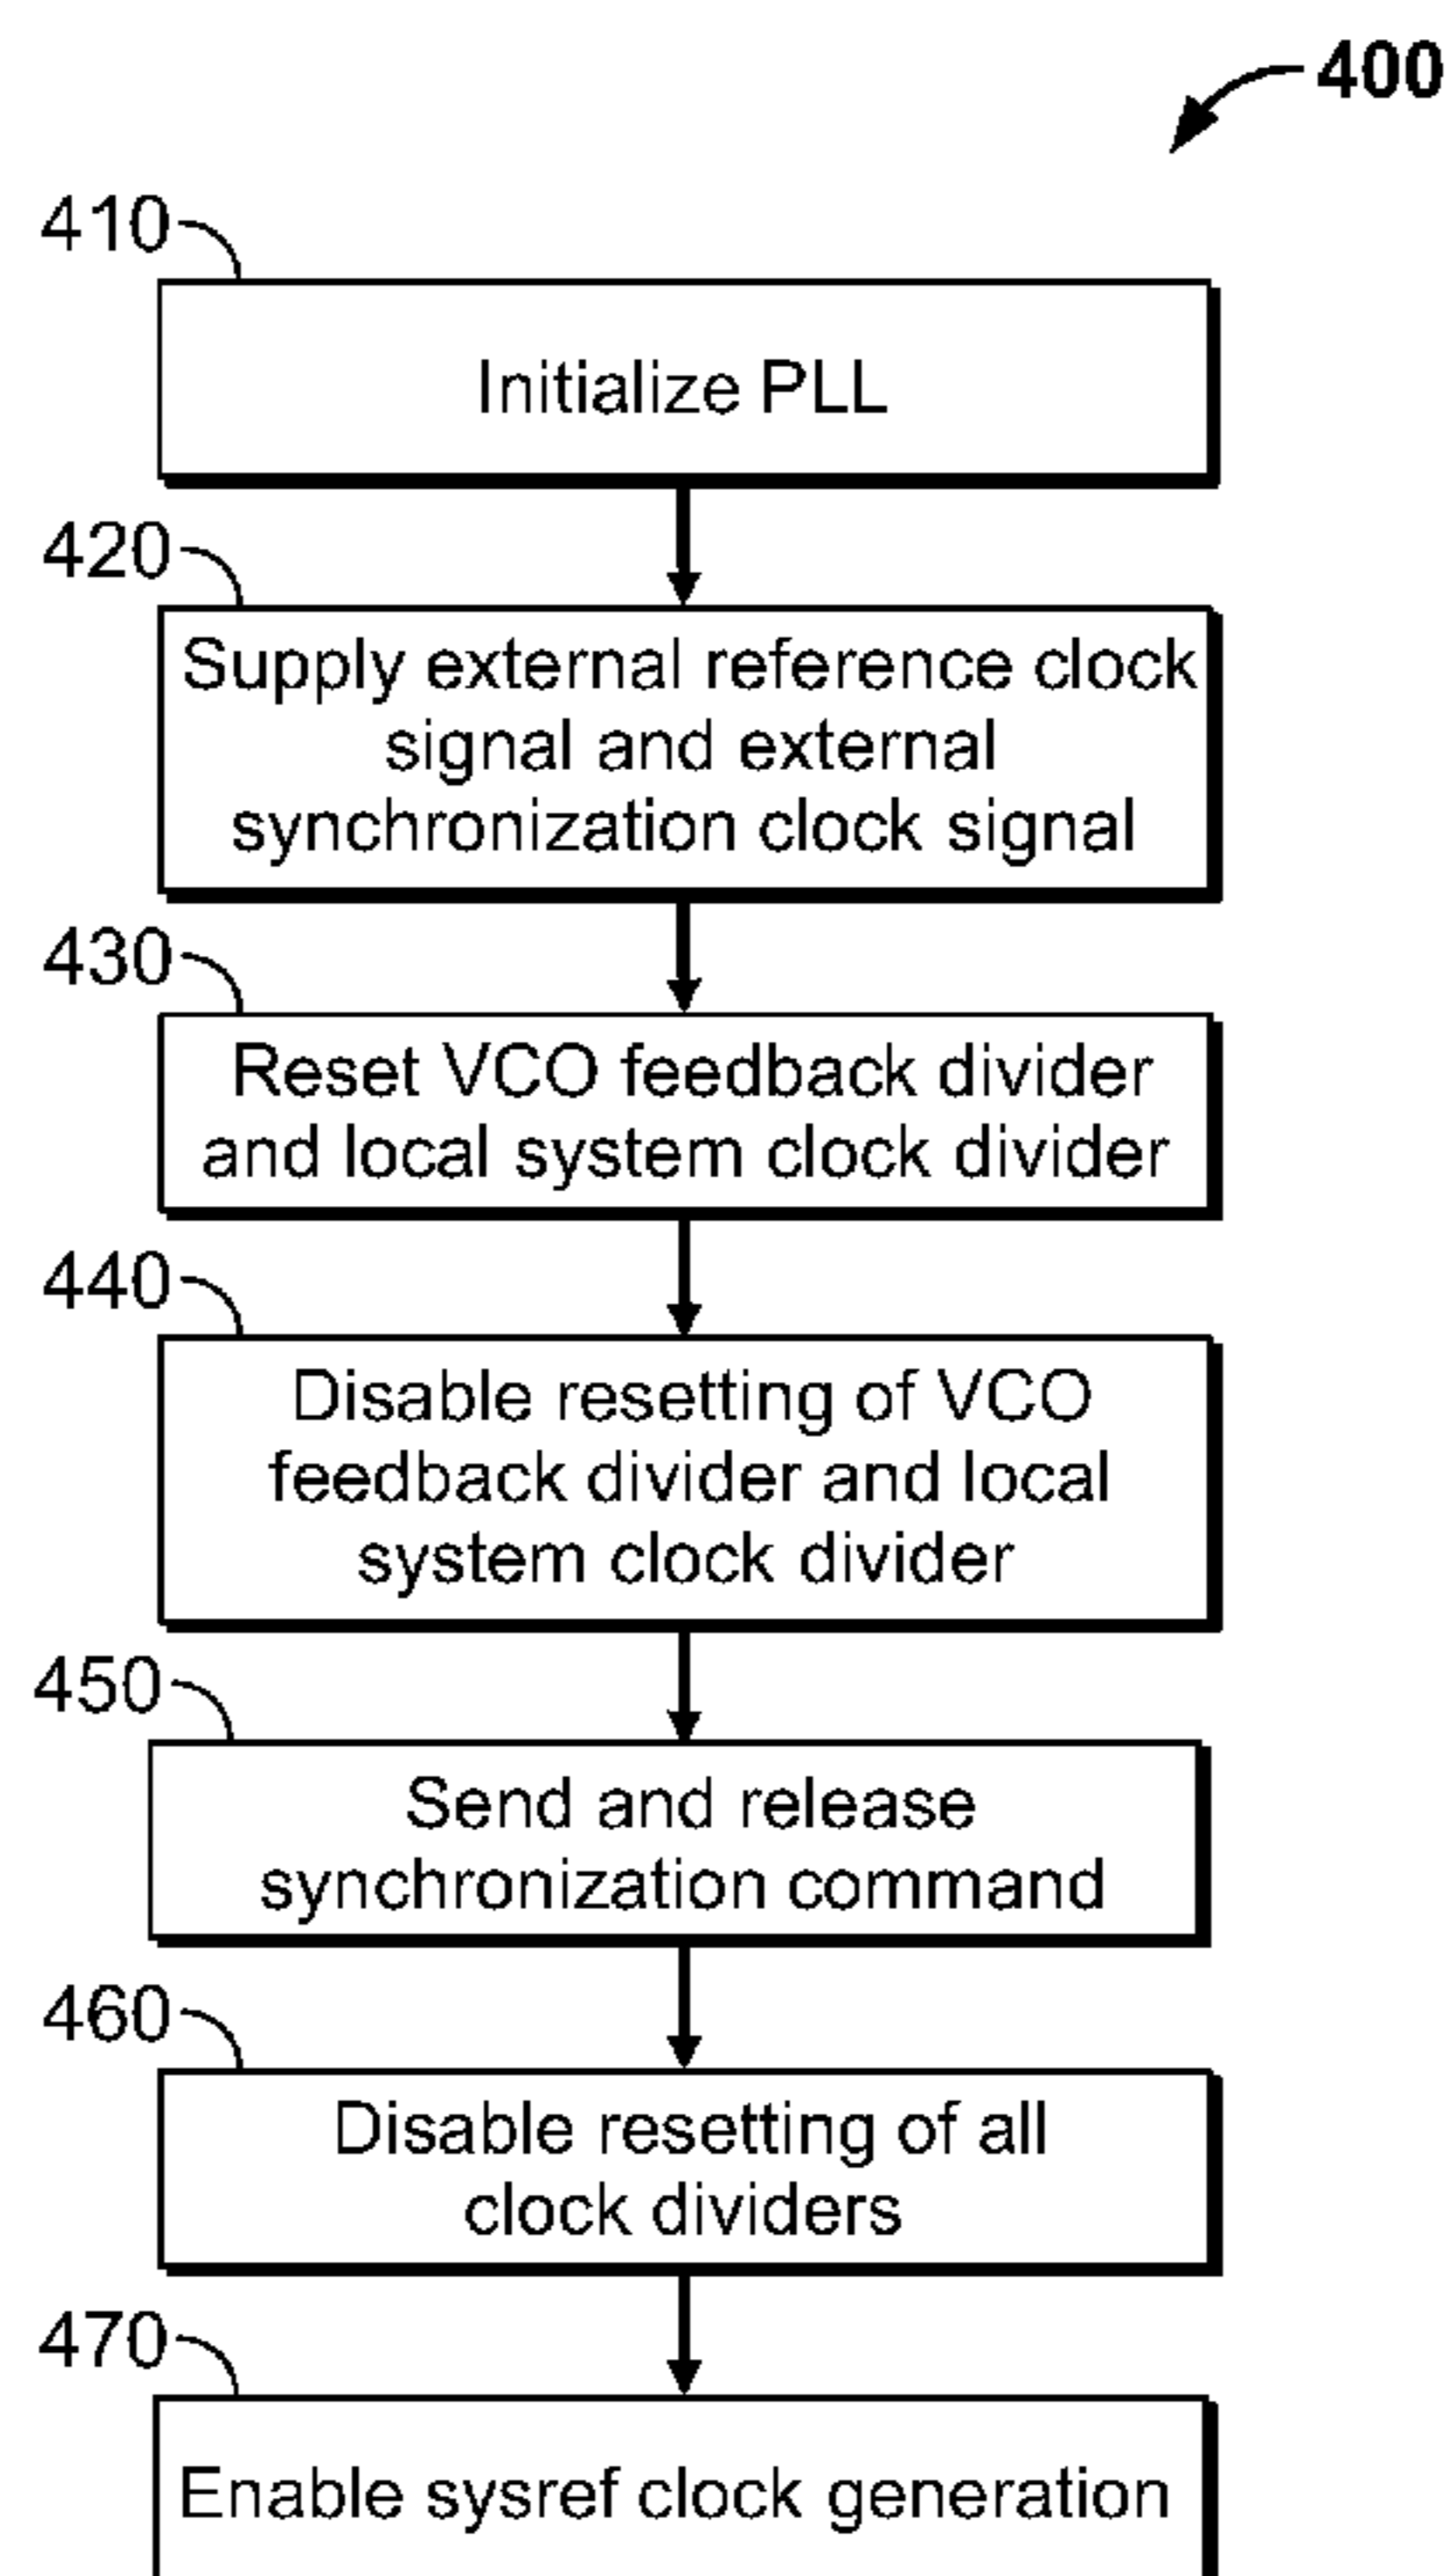 400
410
Initialize PLL
420
Supply external reference clock
signal and external
synchronization clock signal
430
Reset VCO feedback divider
and local system clock divider
440
Disable resetting of VCO
feedback divider and local
system clock divider
450
Send and release
synchronization command
460
Disable resetting of all
clock dividers
470
Enable sysref clock generation